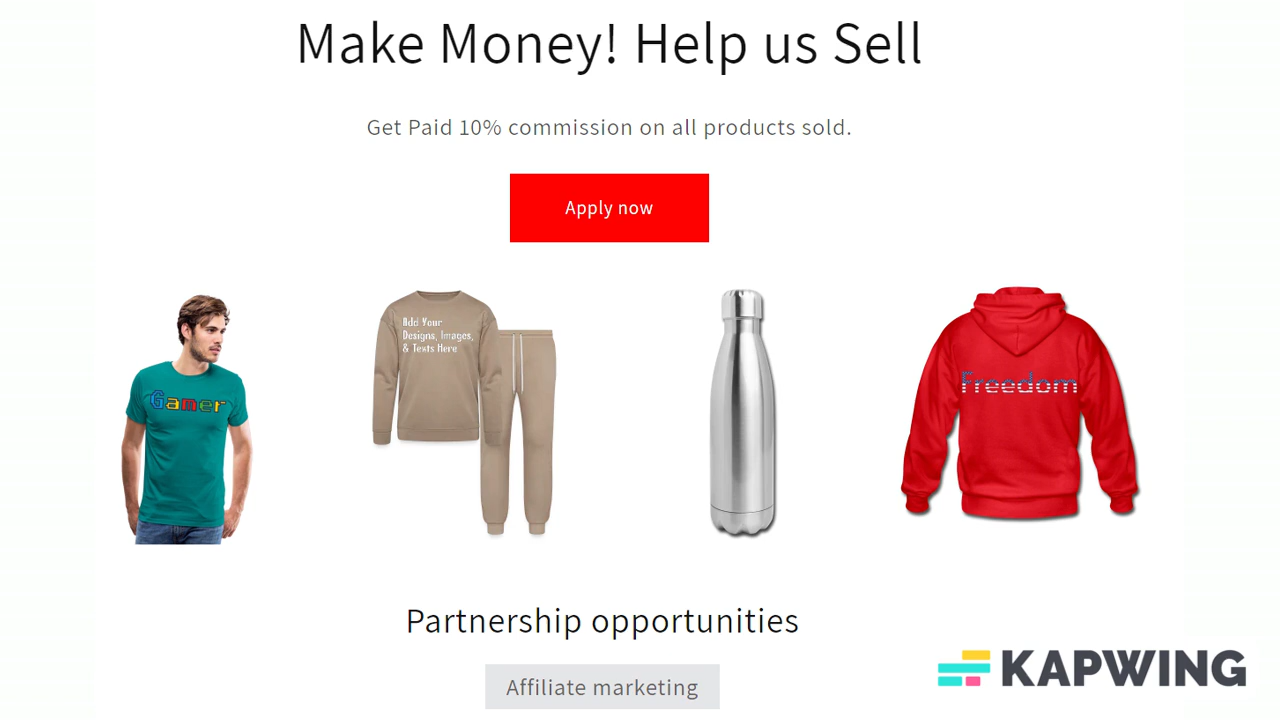 Make Money! Help us Sell
Get Paid 10% commission on all products sold.
Apply now
Gamer
Add Your
Designs, Images,
& Texts Here
Freedom
Partnership opportunities
Affiliate marketing
KAPWING